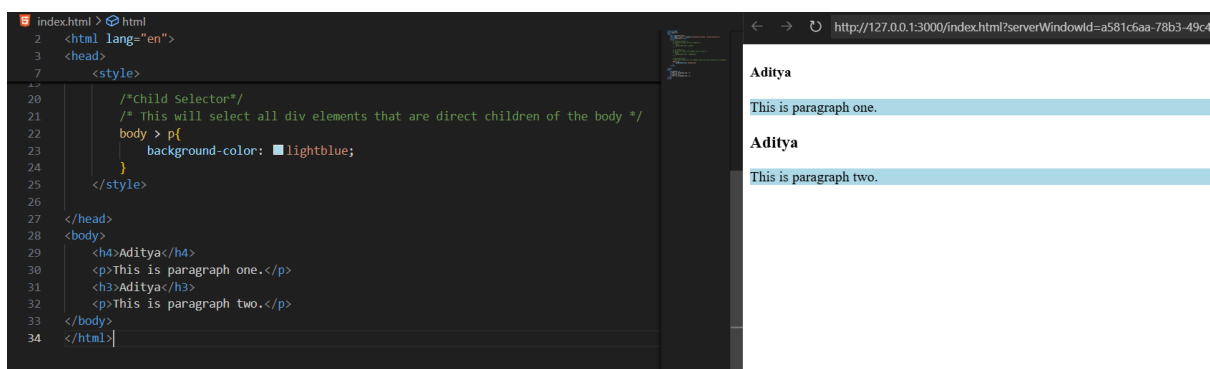 index.html > html
2 <html lang="en">
3 <head>
7 <style>
20 /*Child Selector*/
21 /* This will select all div elements that are direct children of the body */
22 body > p{
23 background-color: lightblue;
24 }
25 </style>
26
27 </head>
28 <body>
29 <h4>Aditya</h4>
30 <p>This is paragraph one.</p>
31 <h3>Aditya</h3>
32 <p>This is paragraph two.</p>
33 </body>
34 </html>
http://127.0.0.1:3000/index.html?serverWindowId=a581c6aa-78b3-49c4
Aditya
This is paragraph one.
Aditya
This is paragraph two.